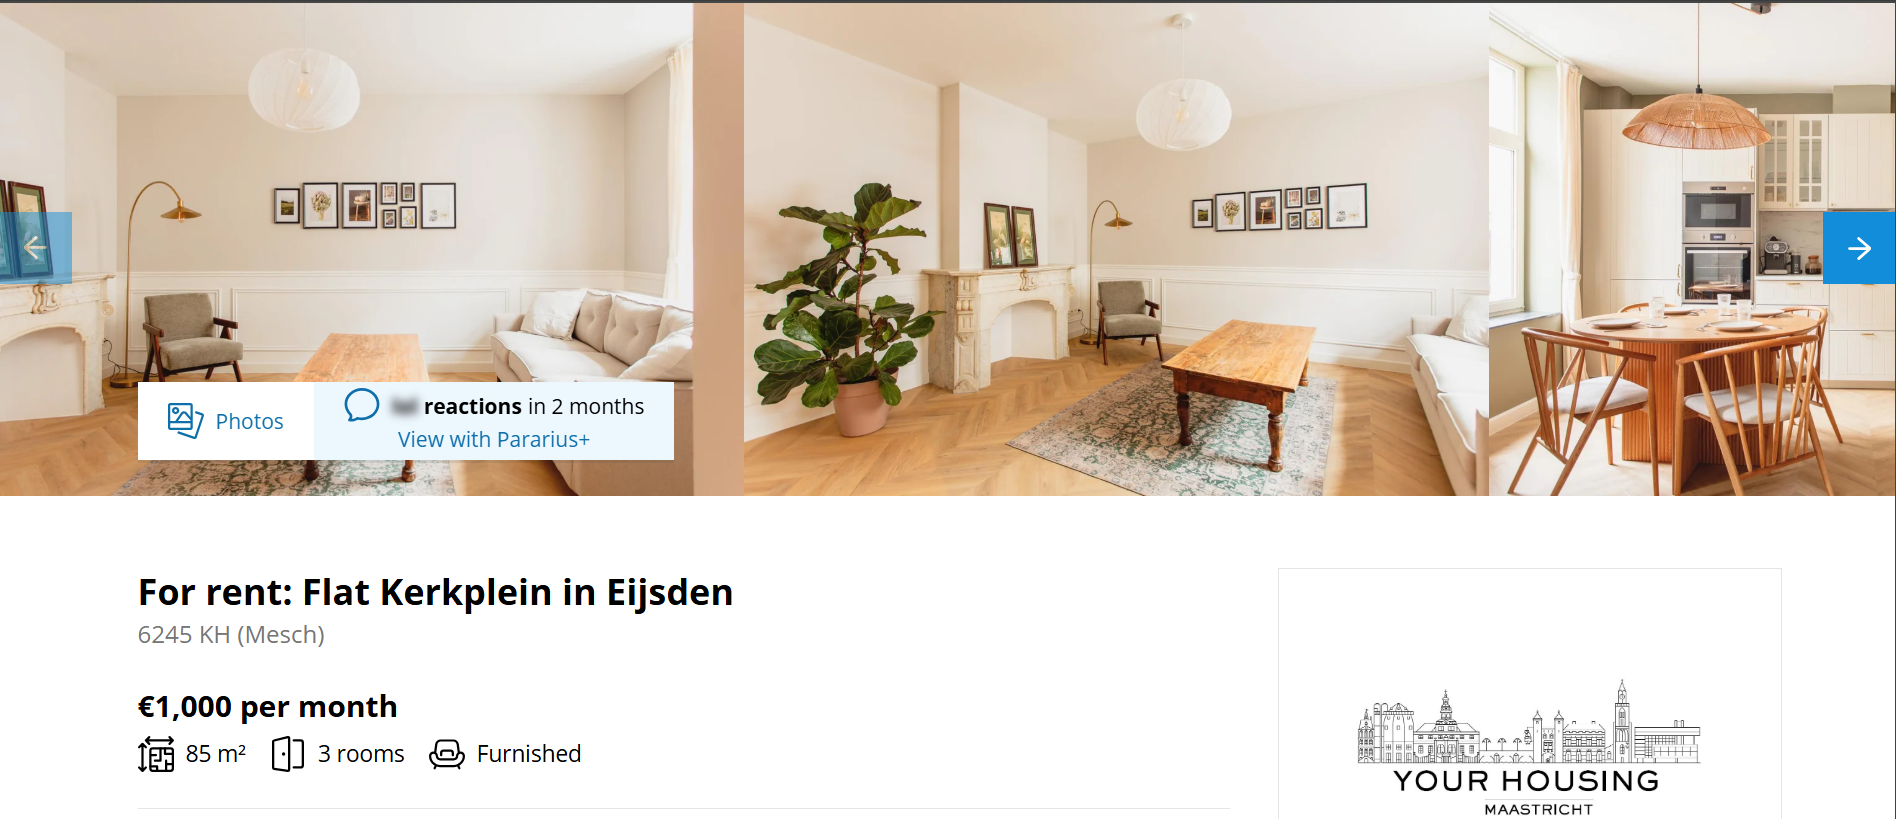 Photos
reactions in 2 months
View with Pararius+
For rent: Flat Kerkplein in Eijsden
6245 KH (Mesch)
€1,000 per month
85 m²
3 rooms
Furnished
YOUR HOUSING
MAASTRICHT